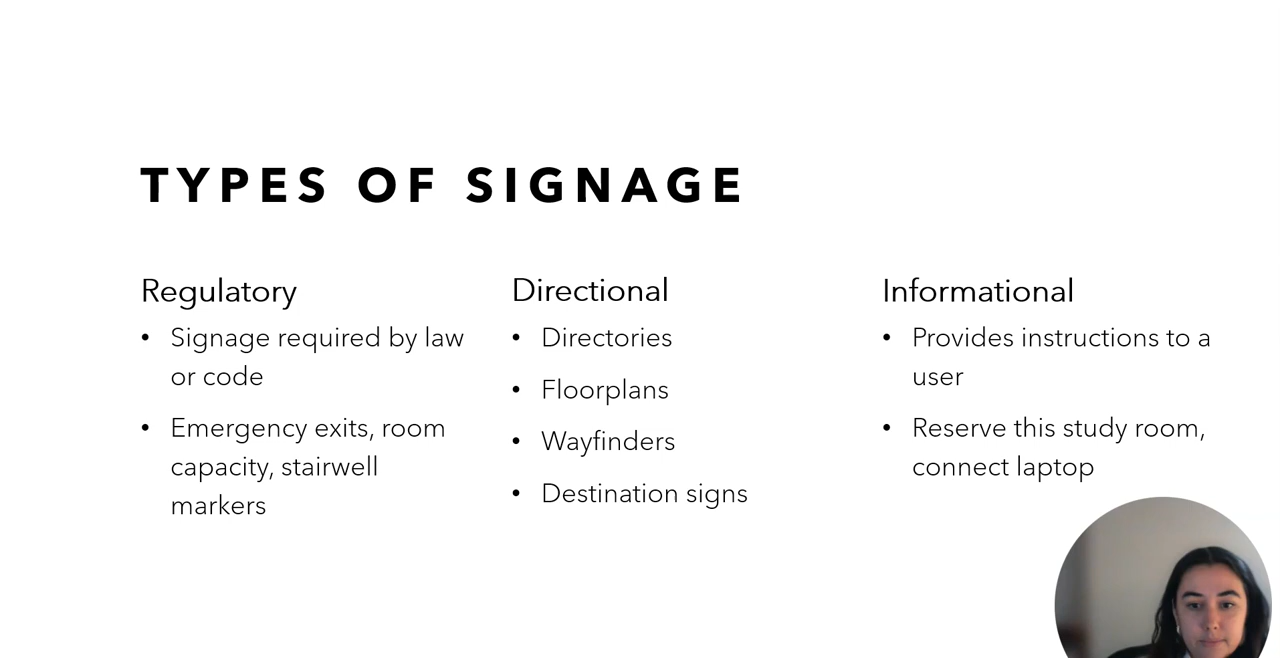 TYPES OF SIGNAGE
Regulatory
• Signage required by law
or code
• Emergency exits, room
capacity, stairwell
markers
Directional
• Directories
• Floorplans
• Wayfinders
• Destination signs
Informational
• Provides instructions to a
user
• Reserve this study room,
connect laptop